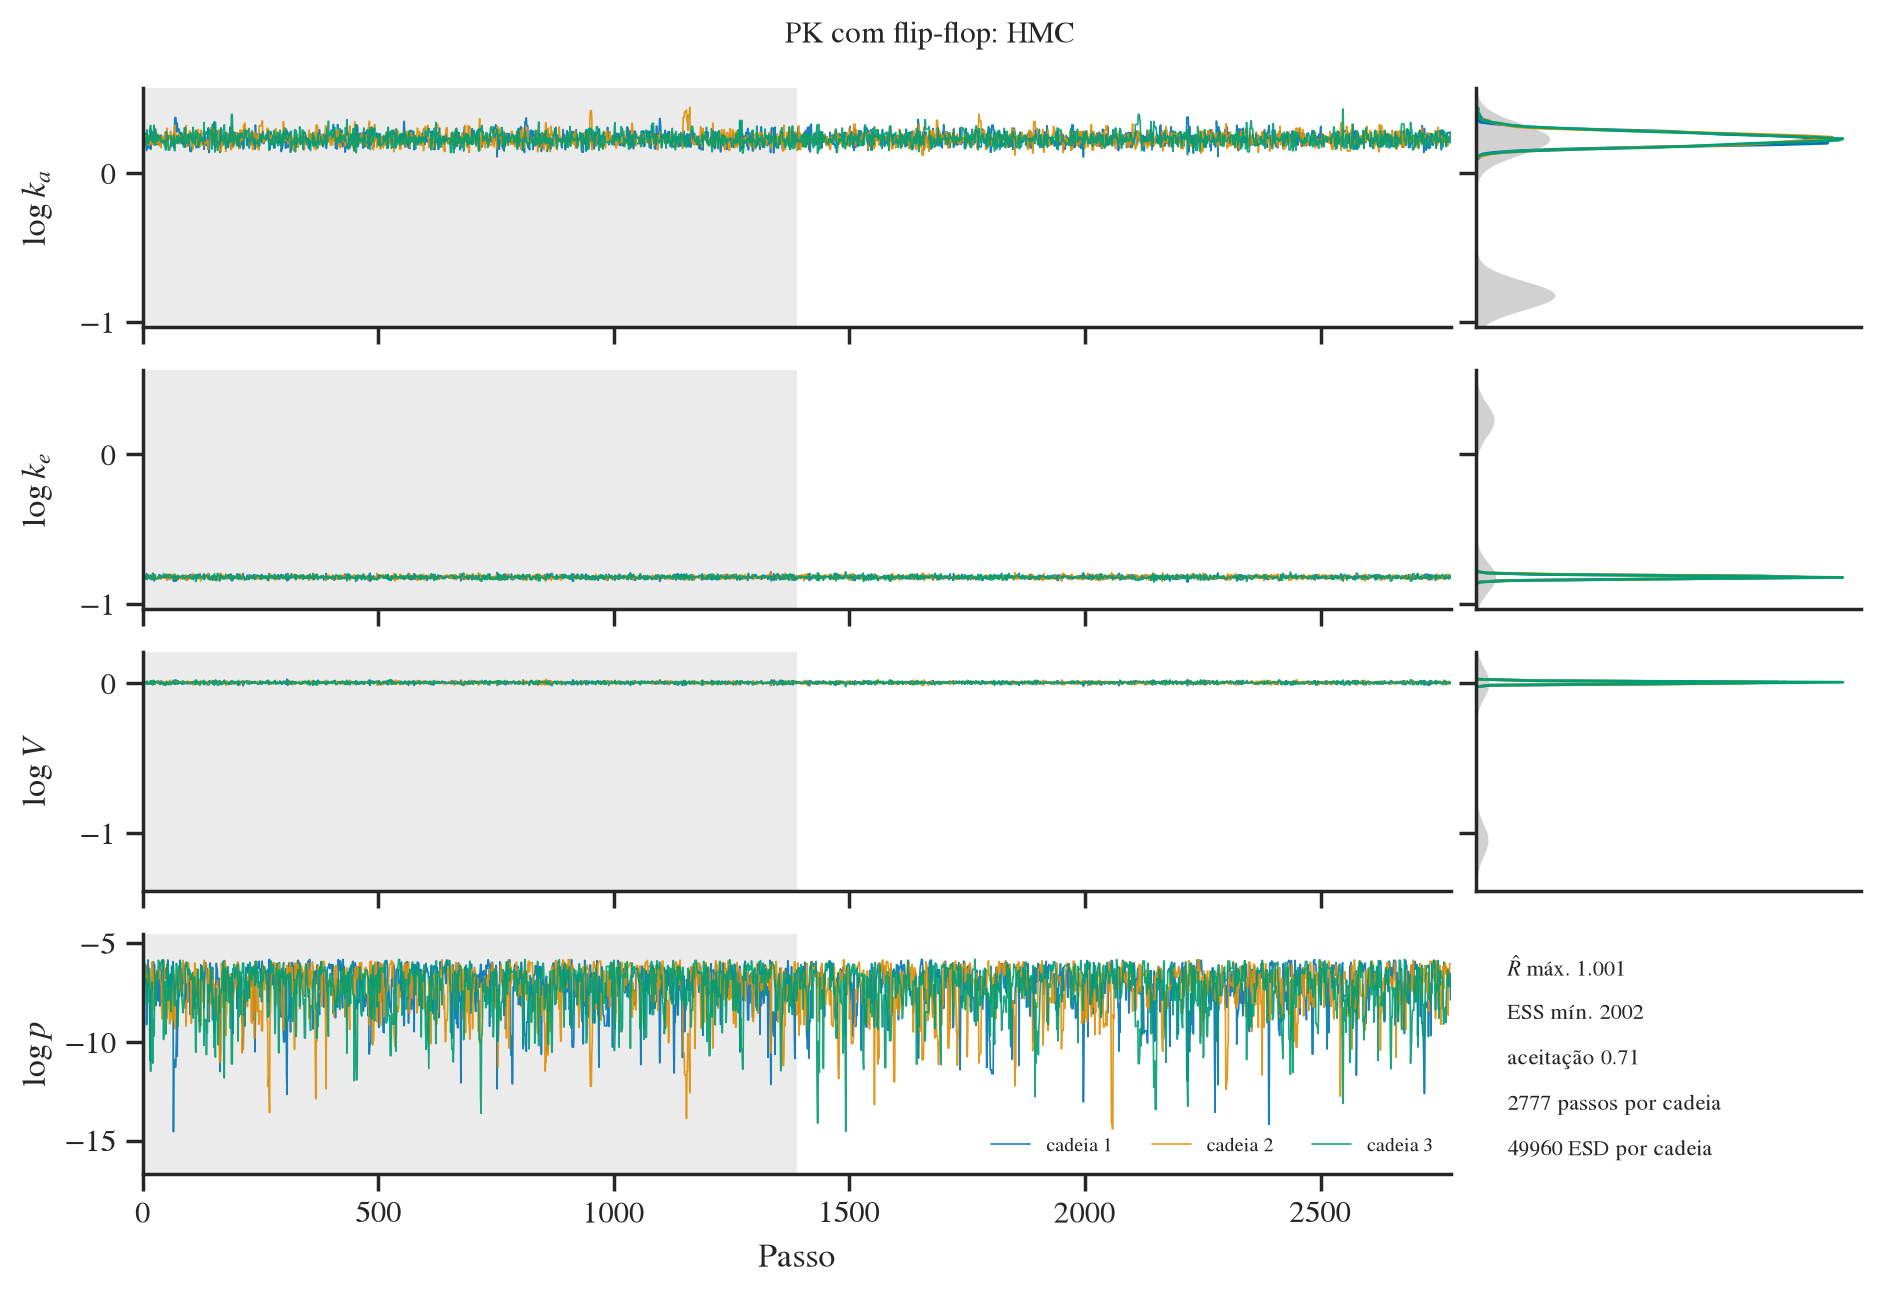 PK com flip-flop: HMC
log k_a
0
−1
log k_e
0
−1
log V
0
−1
log p
−5
−10
−15
cadeia 1
cadeia 2
cadeia 3
R̂ máx. 1.001
ESS mín. 2002
aceitação 0.71
2777 passos por cadeia
49960 ESD por cadeia
0 500 1000 1500 2000 2500
Passo